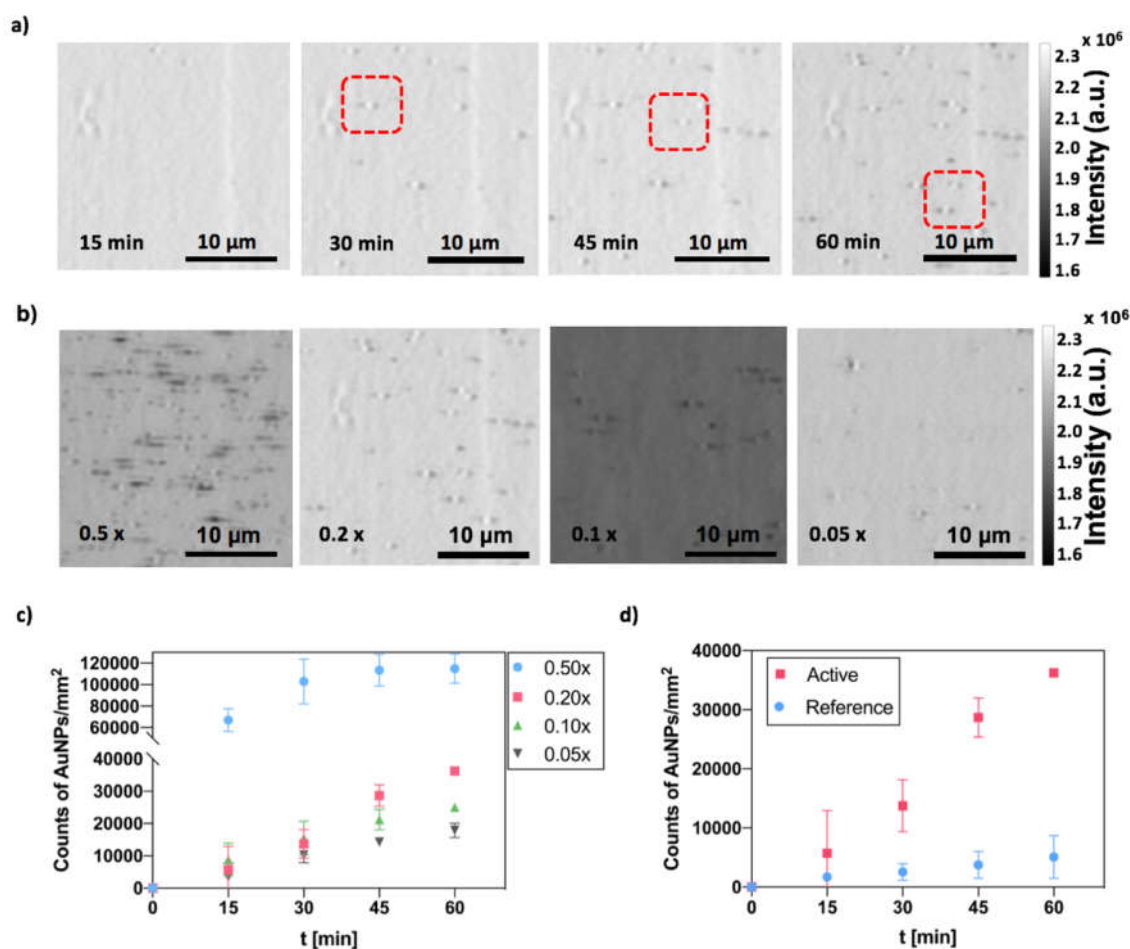 a)
15 min
10 µm
30 min
10 µm
45 min
10 µm
60 min
10 µm
x 10⁶
2.3
2.2
2.1
2.0
1.9
1.8
1.7
1.6
Intensity (a.u.)
b)
0.5 x
10 µm
0.2 x
10 µm
0.1 x
10 µm
0.05 x
10 µm
x 10⁶
2.3
2.2
2.1
2.0
1.9
1.8
1.7
1.6
Intensity (a.u.)
c)
Counts of AuNPs/mm²
120000
100000
80000
60000
40000
30000
20000
10000
0
0 15 30 45 60
t [min]
0.50x
0.20x
0.10x
0.05x
d)
Counts of AuNPs/mm²
40000
30000
20000
10000
0
0 15 30 45 60
t [min]
Active
Reference